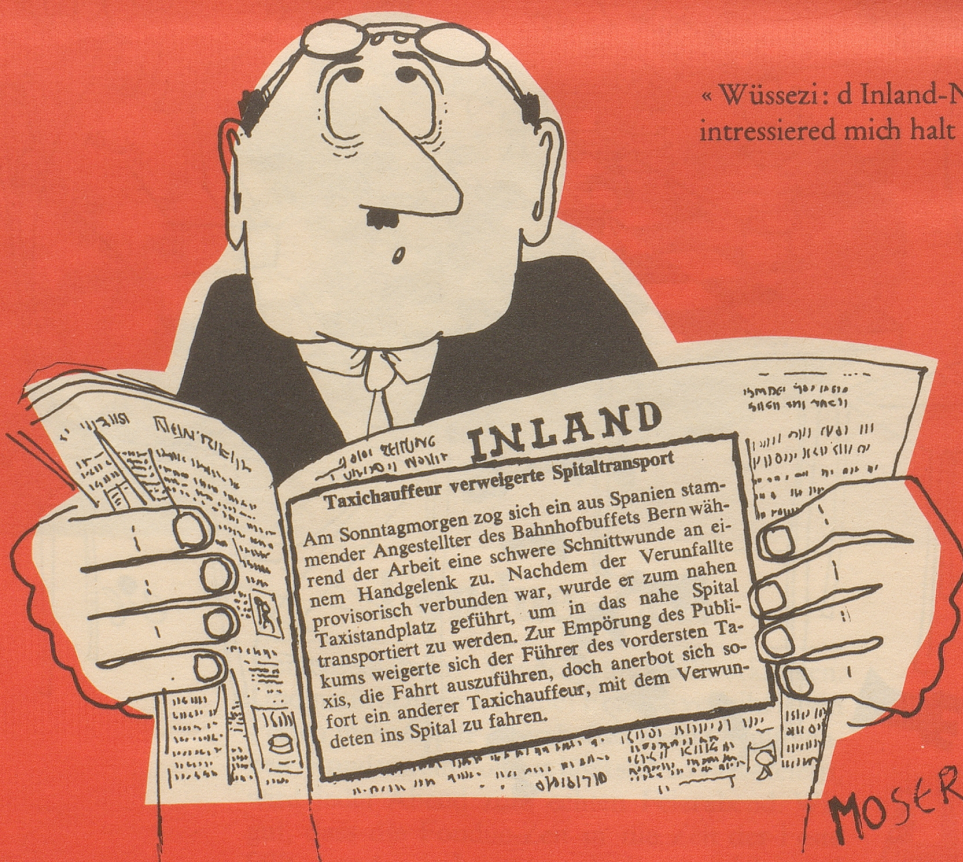 « Wüssezi: d Inland-N
intressiered mich halt
INLAND
Taxichauffeur verweigerte Spitaltransport
Am Sonntagmorgen zog sich ein aus Spanien stam-
mender Angestellter des Bahnhofbuffets Bern wäh-
rend der Arbeit eine schwere Schnittwunde an ei-
nem Handgelenk zu. Nachdem der Verunfallte
provisorisch verbunden war, wurde er zum nahen
Taxistandplatz geführt, um in das nahe Spital
transportiert zu werden. Zur Empörung des Publi-
kums weigerte sich der Führer des vordersten Ta-
xis, die Fahrt auszuführen, doch anerbot sich so-
fort ein anderer Taxichauffeur, mit dem Verwun-
deten ins Spital zu fahren.
MOSER